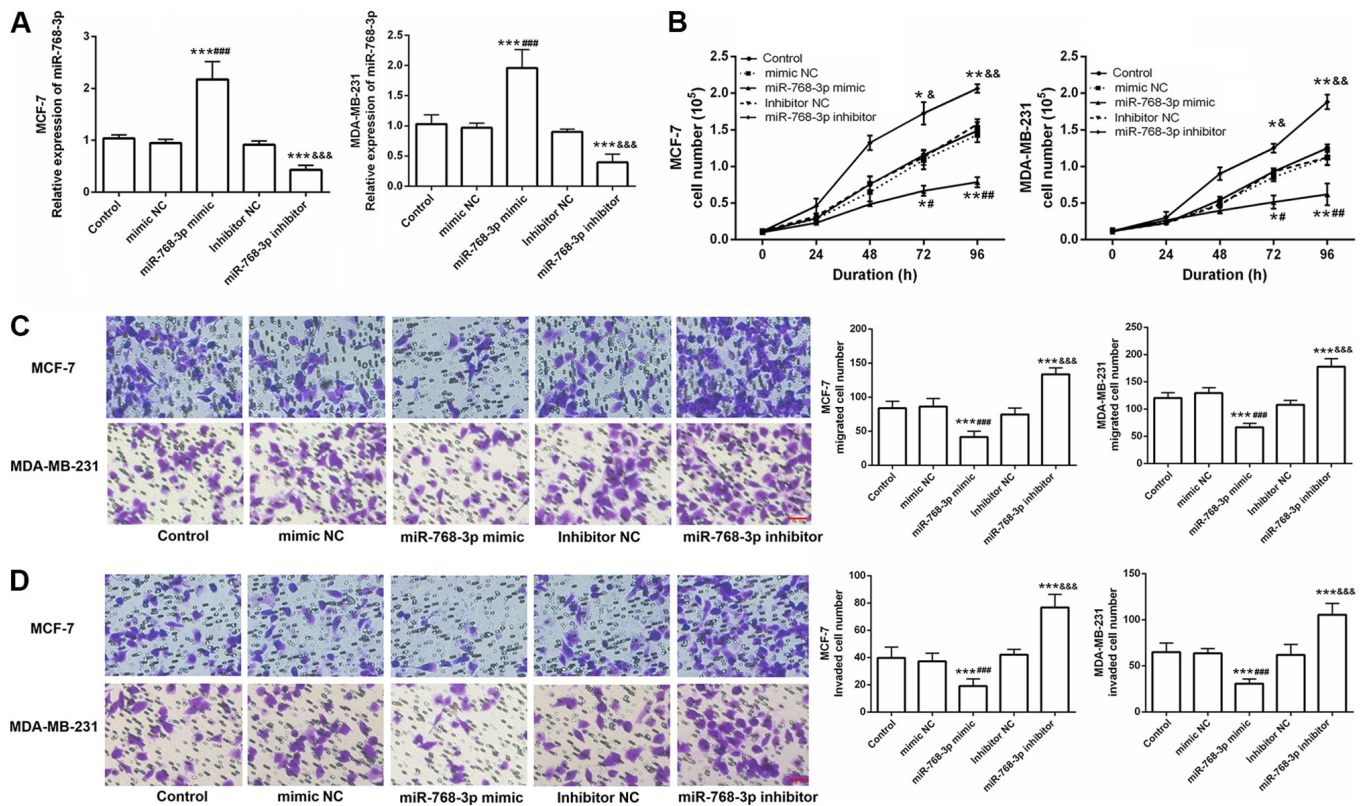 A
MCF-7
Relative expression of miR-768-3p
3
2
1
0
***###
***&&&
Control
mimic NC
miR-768-3p mimic
Inhibitor NC
miR-768-3p inhibitor
MDA-MB-231
Relative expression of miR-768-3p
2.5
2.0
1.5
1.0
0.5
0.0
***###
***&&&
Control
mimic NC
miR-768-3p mimic
Inhibitor NC
miR-768-3p inhibitor
B
MCF-7
cell number (10⁵)
2.5
2.0
1.5
1.0
0.5
0.0
Control
mimic NC
miR-768-3p mimic
Inhibitor NC
miR-768-3p inhibitor
* &
**&&
*#
**##
0 24 48 72 96
Duration (h)
MDA-MB-231
cell number (10⁵)
2.5
2.0
1.5
1.0
0.5
0.0
Control
mimic NC
miR-768-3p mimic
Inhibitor NC
miR-768-3p inhibitor
*&
**&&
*#
**##
0 24 48 72 96
Duration (h)
C
MCF-7
MDA-MB-231
Control
mimic NC
miR-768-3p mimic
Inhibitor NC
miR-768-3p inhibitor
MCF-7
migrated cell number
200
150
100
50
0
***###
***&&&
Control
mimic NC
miR-768-3p mimic
Inhibitor NC
miR-768-3p inhibitor
MDA-MB-231
migrated cell number
250
200
150
100
50
0
***###
***&&&
Control
mimic NC
miR-768-3p mimic
Inhibitor NC
miR-768-3p inhibitor
D
MCF-7
MDA-MB-231
Control
mimic NC
miR-768-3p mimic
Inhibitor NC
miR-768-3p inhibitor
MCF-7
Invaded cell number
100
80
60
40
20
0
***###
***&&&
Control
mimic NC
miR-768-3p mimic
Inhibitor NC
miR-768-3p inhibitor
MDA-MB-231
invaded cell number
150
100
50
0
***###
***&&&
Control
mimic NC
miR-768-3p mimic
Inhibitor NC
miR-768-3p inhibitor